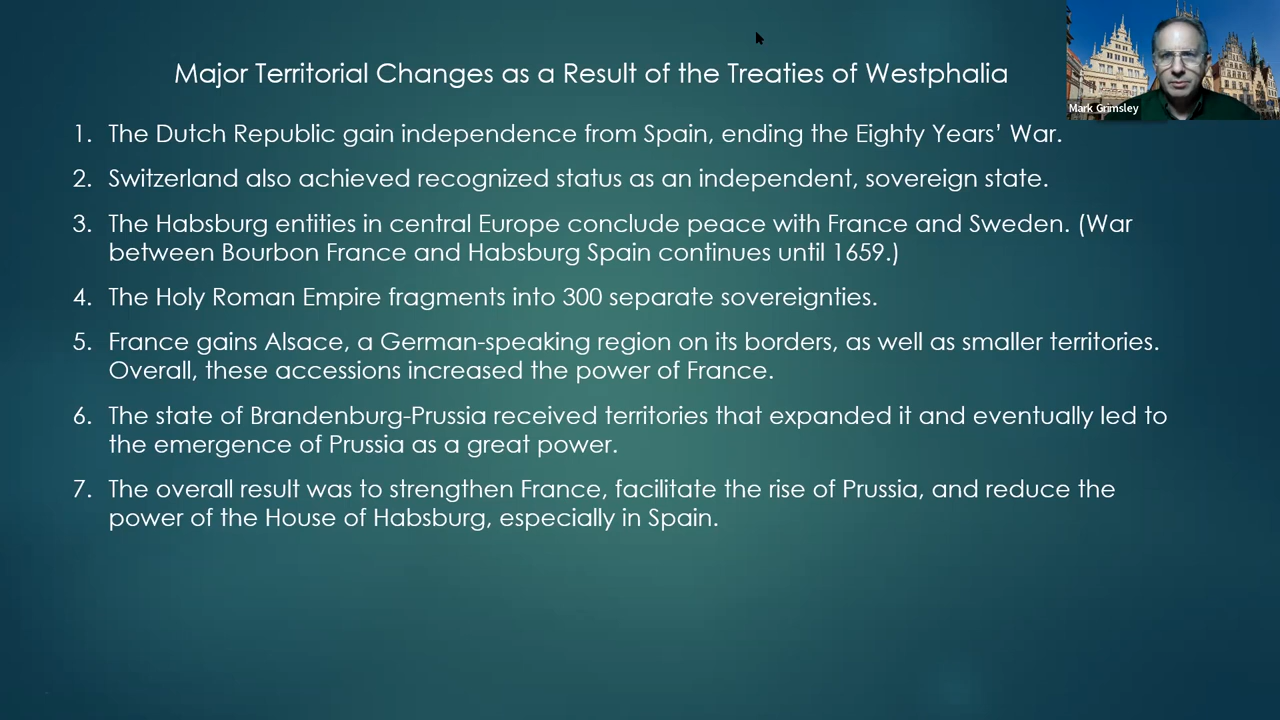 Major Territorial Changes as a Result of the Treaties of Westphalia
Mark Grimsley
1. The Dutch Republic gain independence from Spain, ending the Eighty Years’ War.
2. Switzerland also achieved recognized status as an independent, sovereign state.
3. The Habsburg entities in central Europe conclude peace with France and Sweden. (War
between Bourbon France and Habsburg Spain continues until 1659.)
4. The Holy Roman Empire fragments into 300 separate sovereignties.
5. France gains Alsace, a German-speaking region on its borders, as well as smaller territories.
Overall, these accessions increased the power of France.
6. The state of Brandenburg-Prussia received territories that expanded it and eventually led to
the emergence of Prussia as a great power.
7. The overall result was to strengthen France, facilitate the rise of Prussia, and reduce the
power of the House of Habsburg, especially in Spain.